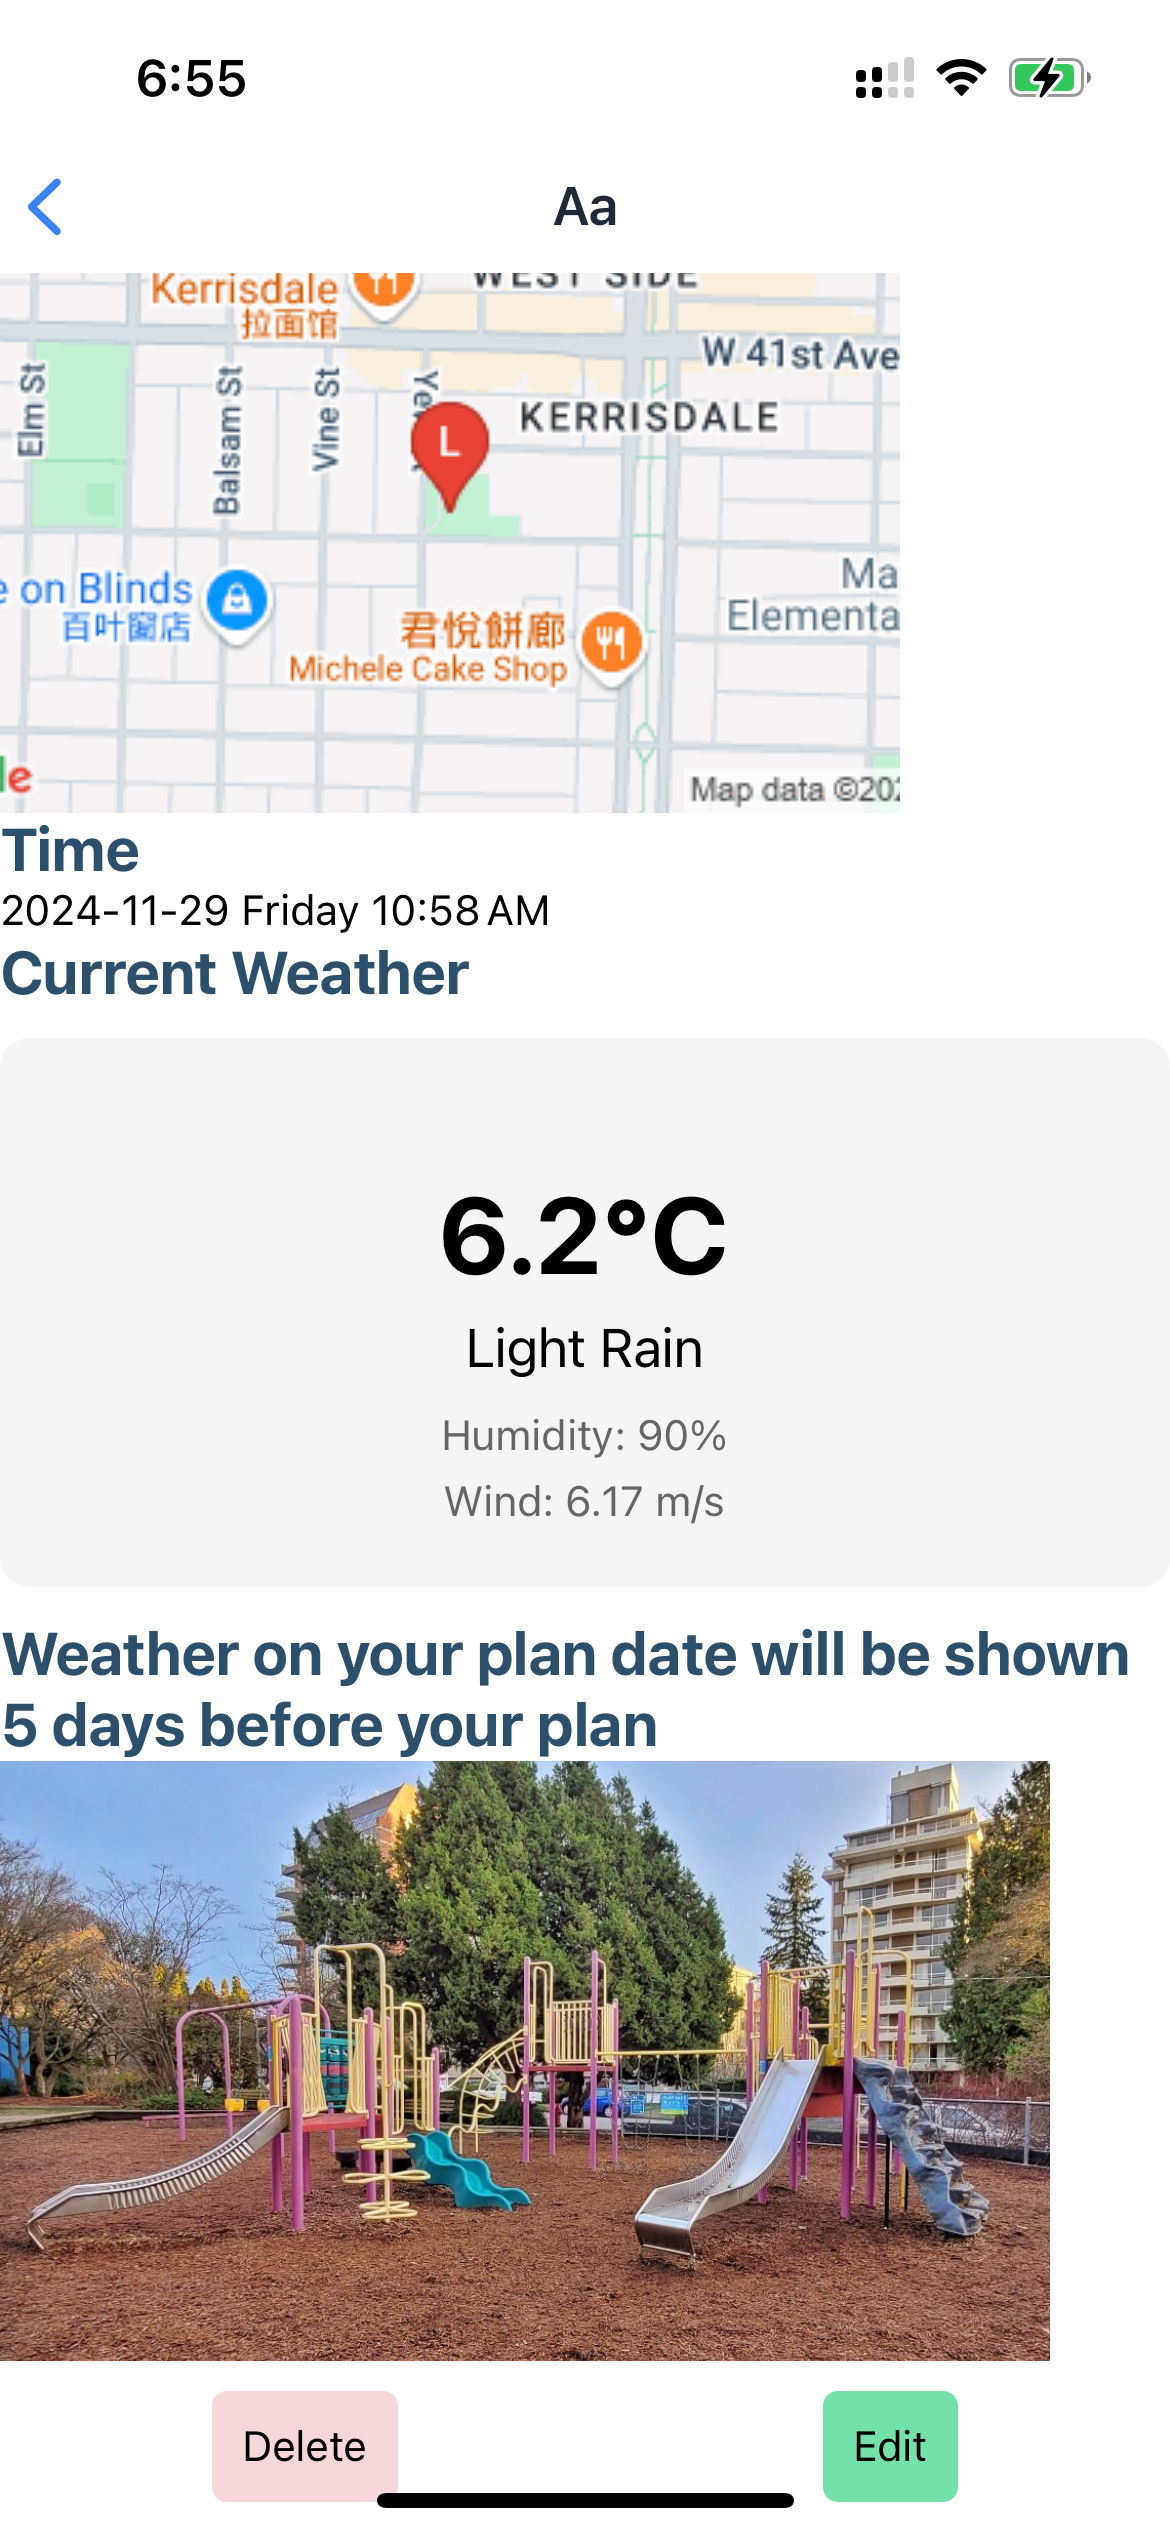 6:55
Aa
WEST SIDE
Kerrisdale
拉面馆
W 41st Ave
Elm St
Balsam St
Vine St
KERRISDALE
L
e on Blinds
百叶窗店
君悅餅廊
Michele Cake Shop
Ma
Elementa
le
Map data ©202
Time
2024-11-29 Friday 10:58 AM
Current Weather
6.2°C
Light Rain
Humidity: 90%
Wind: 6.17 m/s
Weather on your plan date will be shown
5 days before your plan
Delete
Edit